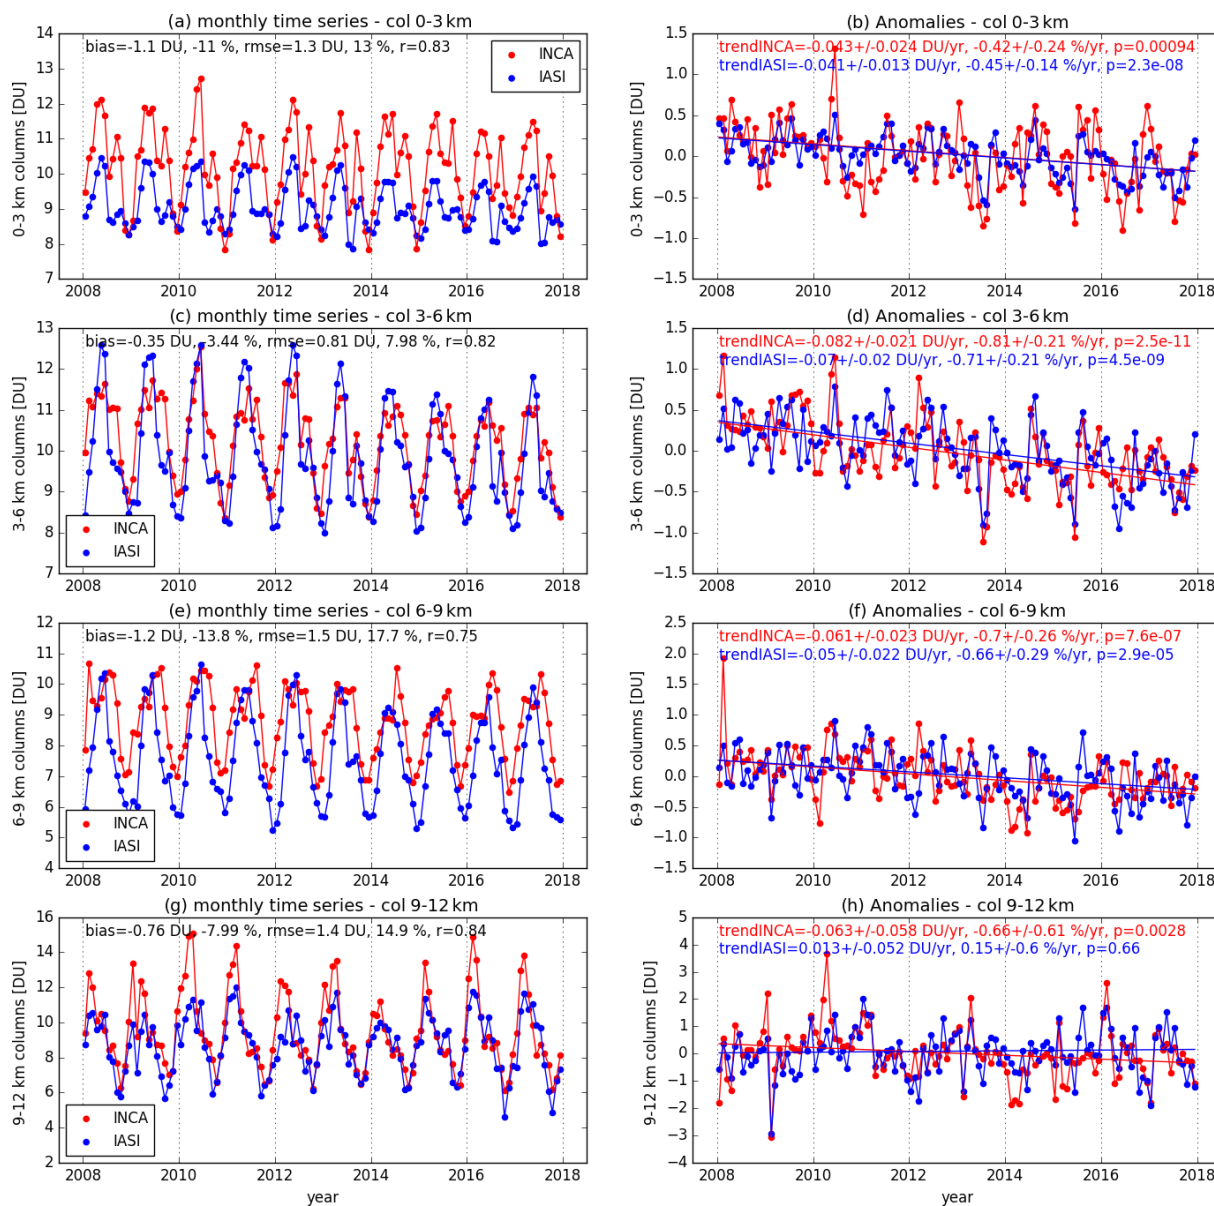 (a) monthly time series - col 0-3 km
bias=-1.1 DU, -11 %, rmse=1.3 DU, 13 %, r=0.83
INCA
IASI
0-3 km columns [DU]
14
13
12
11
10
9
8
7
2008 2010 2012 2014 2016 2018
(b) Anomalies - col 0-3 km
trendINCA=-0.043+/-0.024 DU/yr, -0.42+/-0.24 %/yr, p=0.00094
trendIASI=-0.041+/-0.013 DU/yr, -0.45+/-0.14 %/yr, p=2.3e-08
0-3 km columns [DU]
1.5
1.0
0.5
0.0
−0.5
−1.0
−1.5
2008 2010 2012 2014 2016 2018
(c) monthly time series - col 3-6 km
bias=-0.35 DU, -3.44 %, rmse=0.81 DU, 7.98 %, r=0.82
INCA
IASI
3-6 km columns [DU]
13
12
11
10
9
8
7
2008 2010 2012 2014 2016 2018
(d) Anomalies - col 3-6 km
trendINCA=-0.082+/-0.021 DU/yr, -0.81+/-0.21 %/yr, p=2.5e-11
trendIASI=-0.07+/-0.02 DU/yr, -0.71+/-0.21 %/yr, p=4.5e-09
3-6 km columns [DU]
1.5
1.0
0.5
0.0
−0.5
−1.0
−1.5
2008 2010 2012 2014 2016 2018
(e) monthly time series - col 6-9 km
bias=-1.2 DU, -13.8 %, rmse=1.5 DU, 17.7 %, r=0.75
INCA
IASI
6-9 km columns [DU]
12
11
10
9
8
7
6
5
4
2008 2010 2012 2014 2016 2018
(f) Anomalies - col 6-9 km
trendINCA=-0.061+/-0.023 DU/yr, -0.7+/-0.26 %/yr, p=7.6e-07
trendIASI=-0.05+/-0.022 DU/yr, -0.66+/-0.29 %/yr, p=2.9e-05
6-9 km columns [DU]
2.5
2.0
1.5
1.0
0.5
0.0
−0.5
−1.0
−1.5
2008 2010 2012 2014 2016 2018
(g) monthly time series - col 9-12 km
bias=-0.76 DU, -7.99 %, rmse=1.4 DU, 14.9 %, r=0.84
INCA
IASI
9-12 km columns [DU]
16
14
12
10
8
6
4
2
2008 2010 2012 2014 2016 2018
year
(h) Anomalies - col 9-12 km
trendINCA=-0.063+/-0.058 DU/yr, -0.66+/-0.61 %/yr, p=0.0028
trendIASI=0.013+/-0.052 DU/yr, 0.15+/-0.6 %/yr, p=0.66
9-12 km columns [DU]
5
4
3
2
1
0
−1
−2
−3
−4
2008 2010 2012 2014 2016 2018
year